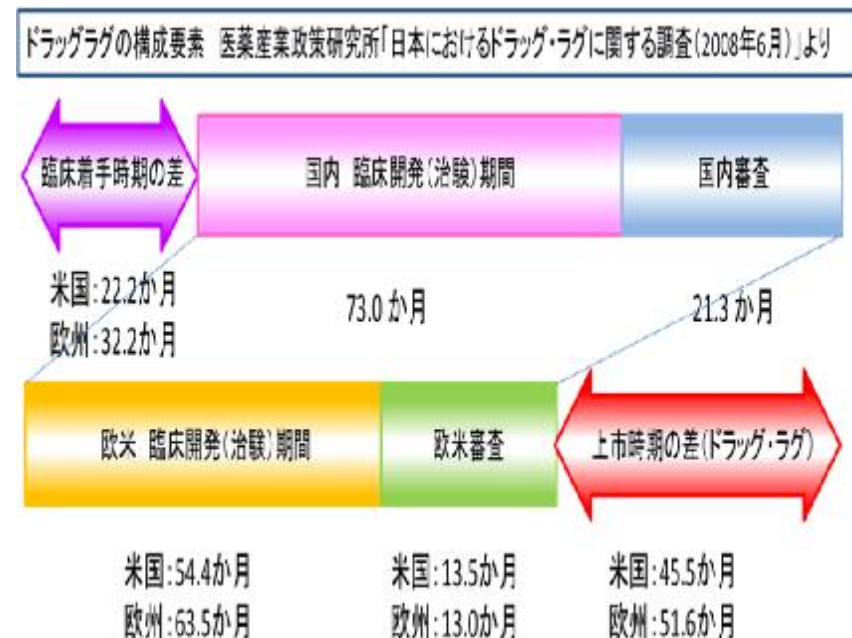 ドラッグラグの構成要素 医薬産業政策研究所「日本におけるドラッグ・ラグに関する調査(2008年6月)」より
臨床着手時期の差
国内 臨床開発(治験)期間
国内審査
米国:22.2か月
欧州:32.2か月
73.0 か月
21.3 か月
欧米 臨床開発(治験)期間
欧米審査
上市時期の差(ドラッグ・ラグ)
米国:54.4か月
欧州:63.5か月
米国:13.5か月
欧州:13.0か月
米国:45.5か月
欧州:51.6か月